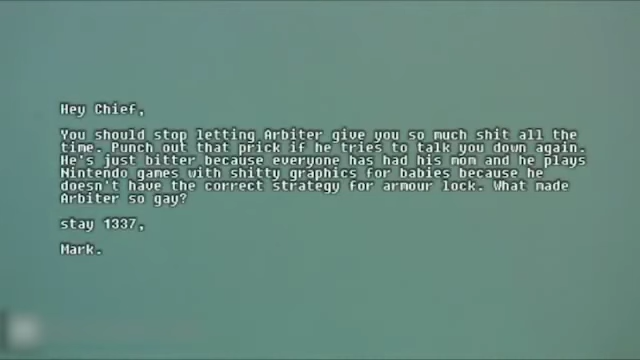 Hey Chief,
You should stop letting Arbiter give you so much shit all the
time. Punch out that prick if he tries to talk you down again.
He's just bitter because everyone has had his mom and he plays
Nintendo games with shitty graphics for babies because he
doesn't have the correct strategy for armour lock. What made
Arbiter so gay?
stay 1337,
Mark.